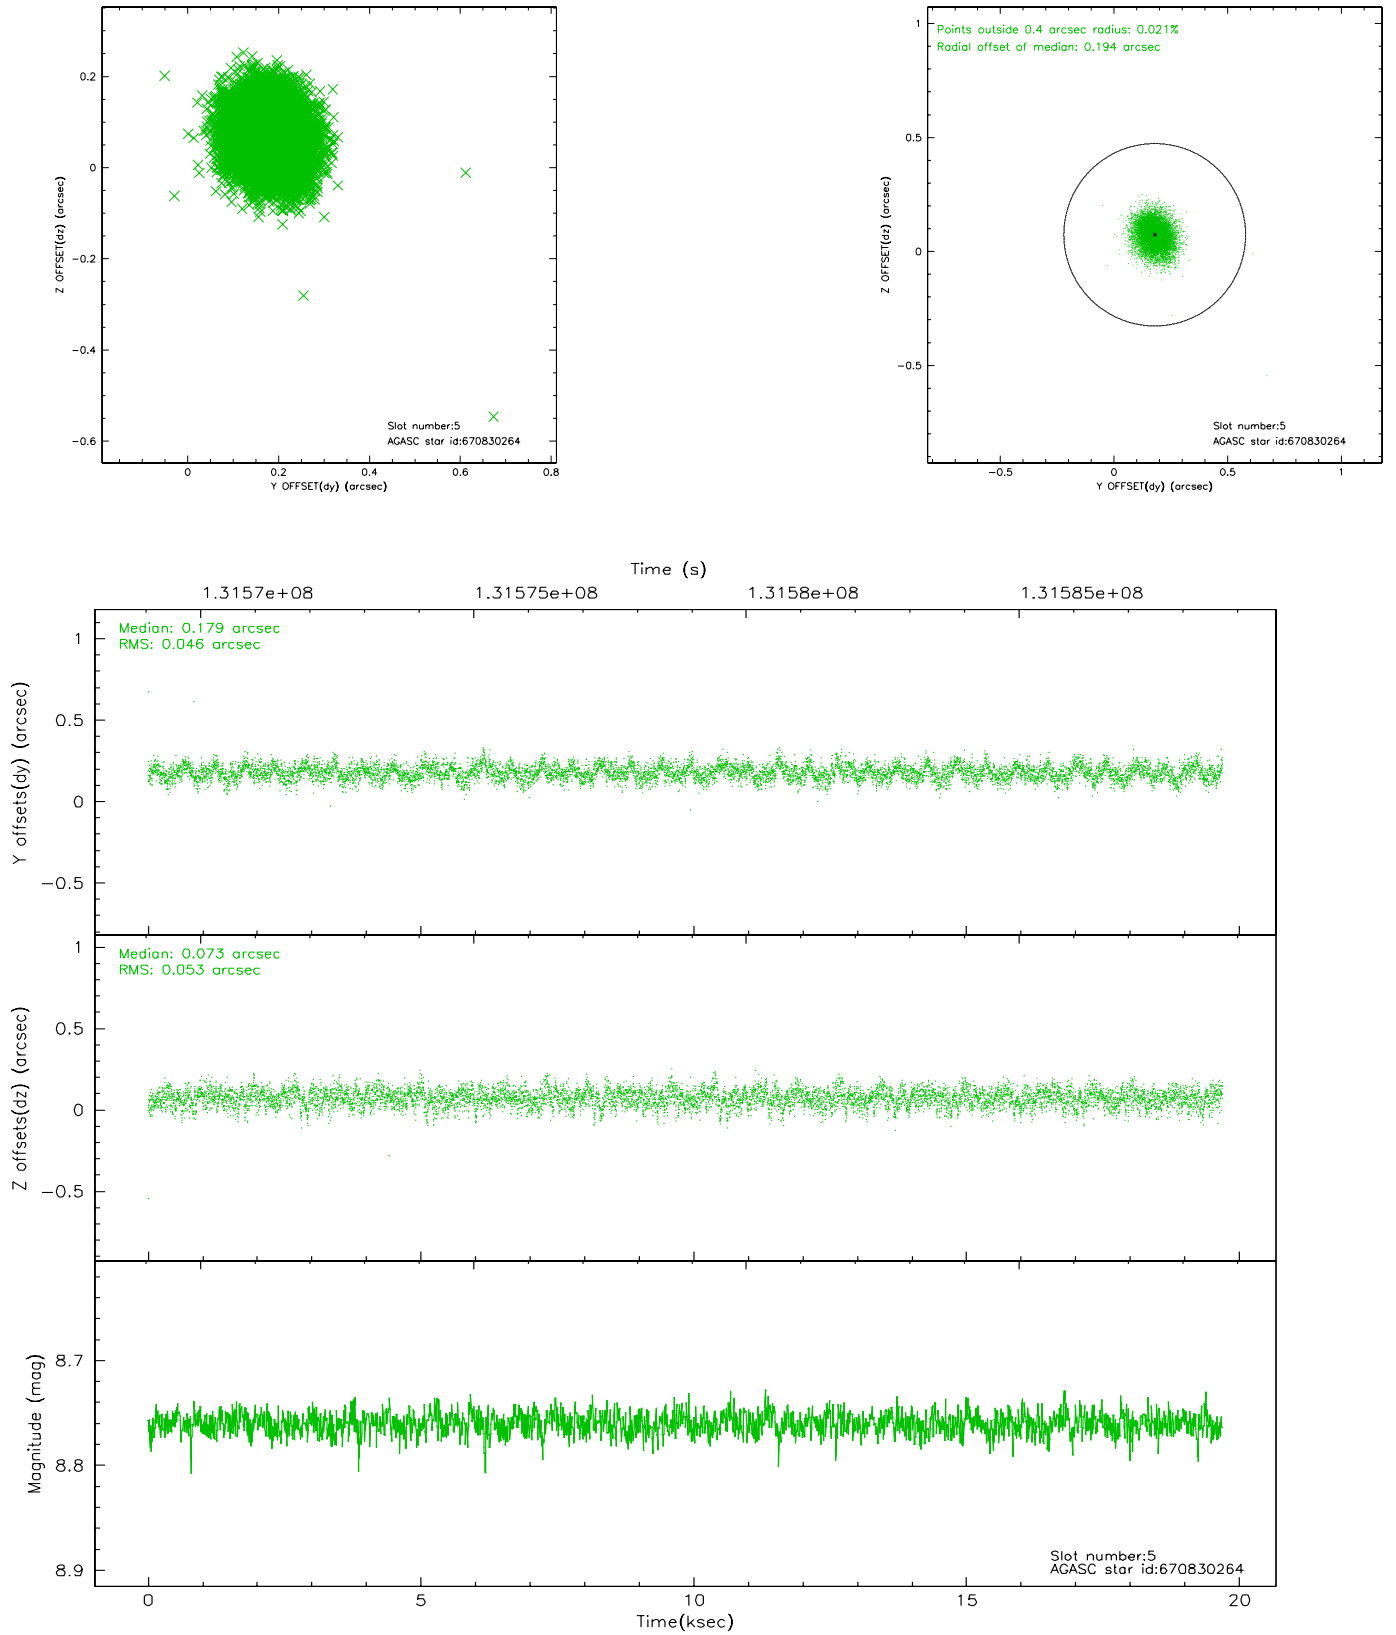 0.2
0
−0.2
−0.4
−0.6
Z OFFSET(dz) (arcsec)
0
0.2
0.4
0.6
0.8
Y OFFSET(dy) (arcsec)
Slot number:5
AGASC star id:670830264
Points outside 0.4 arcsec radius: 0.021%
Radial offset of median: 0.194 arcsec
1
0.5
0
−0.5
Z OFFSET(dz) (arcsec)
−0.5
0
0.5
1
Y OFFSET(dy) (arcsec)
Slot number:5
AGASC star id:670830264
Time (s)
1.3157e+08
1.31575e+08
1.3158e+08
1.31585e+08
Median: 0.179 arcsec
RMS: 0.046 arcsec
1
0.5
0
−0.5
Y offsets(dy) (arcsec)
Median: 0.073 arcsec
RMS: 0.053 arcsec
1
0.5
0
−0.5
Z offsets(dz) (arcsec)
8.7
8.8
8.9
Magnitude (mag)
Slot number:5
AGASC star id:670830264
0
5
10
15
20
Time(ksec)